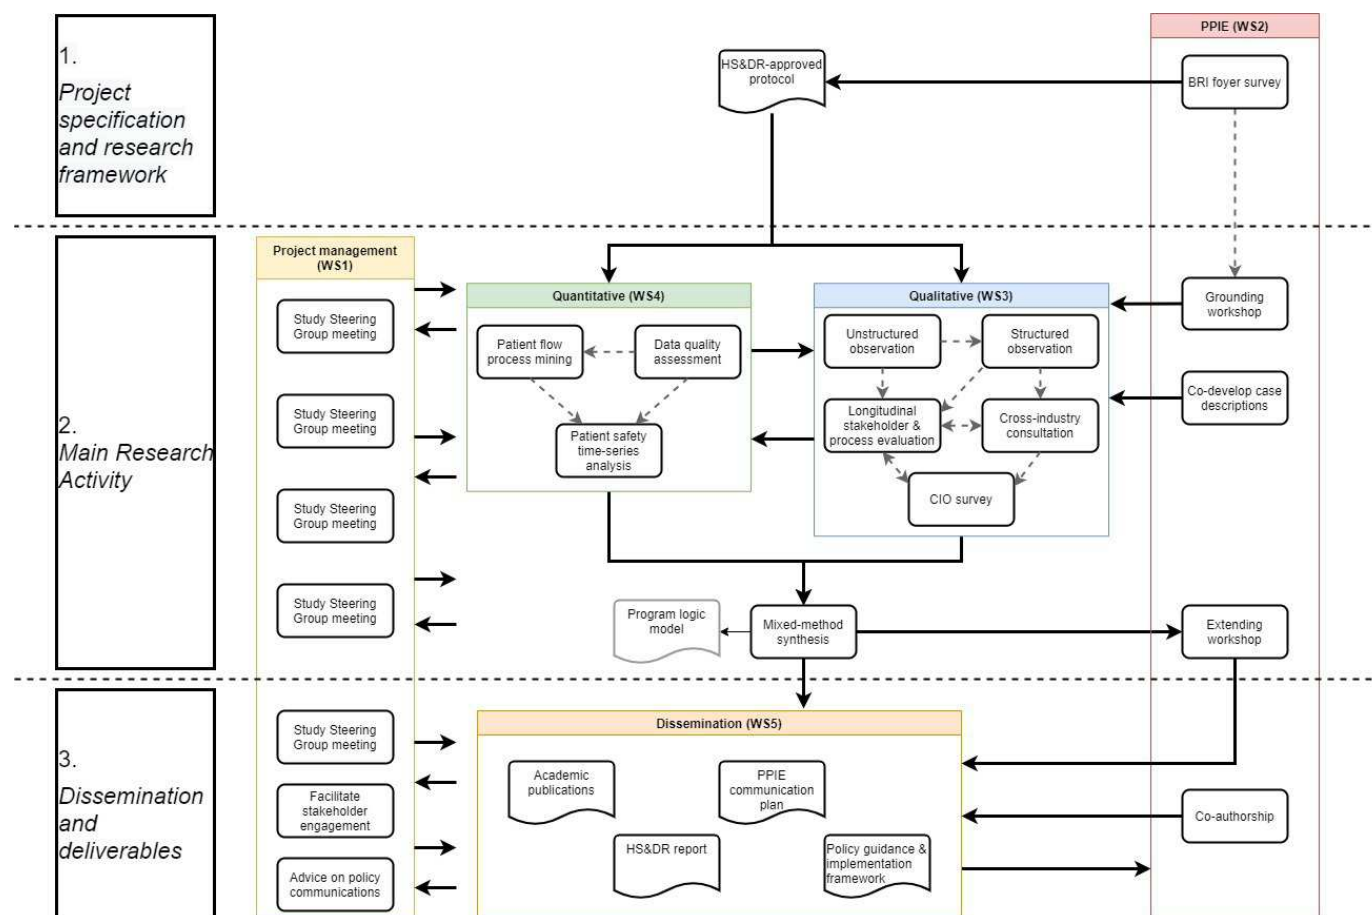 1.
Project
specification
and research
framework
HS&DR-approved
protocol
PPIE (WS2)
BRI foyer survey
2.
Main Research
Activity
Project management
(WS1)
Study Steering
Group meeting
Study Steering
Group meeting
Study Steering
Group meeting
Study Steering
Group meeting
Quantitative (WS4)
Patient flow
process mining
Data quality
assessment
Patient safety
time-series
analysis
Qualitative (WS3)
Unstructured
observation
Structured
observation
Longitudinal
stakeholder &
process evaluation
Cross-industry
consultation
CIO survey
Grounding
workshop
Co-develop case
descriptions
Program logic
model
Mixed-method
synthesis
Extending
workshop
3.
Dissemination
and
deliverables
Study Steering
Group meeting
Facilitate
stakeholder
engagement
Advice on policy
communications
Dissemination (WS5)
Academic
publications
PPIE
communication
plan
HS&DR report
Policy guidance &
implementation
framework
Co-authorship